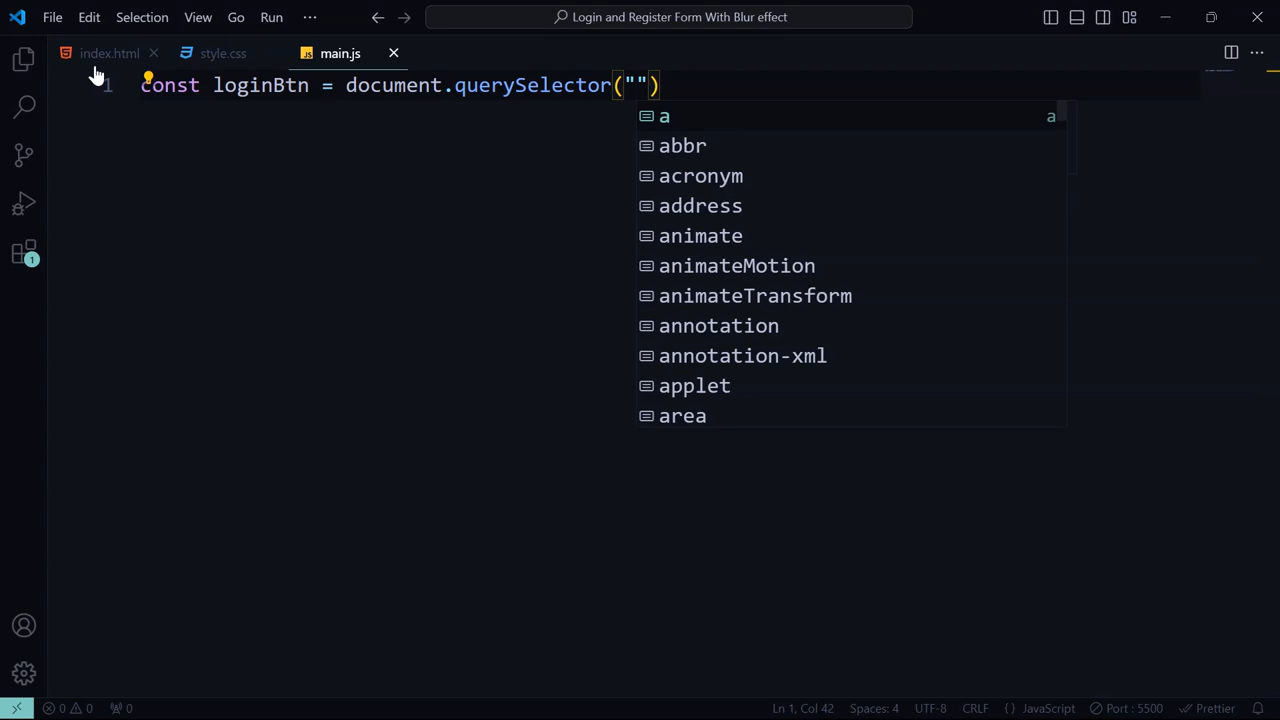 File Edit Selection View Go Run ··· Login and Register Form With Blur effect
index.html style.css JS main.js
1 const loginBtn = document.querySelector("")
a a
abbr
acronym
address
animate
animateMotion
animateTransform
annotation
annotation-xml
applet
area
1
0 0 0 Ln 1, Col 42 Spaces: 4 UTF-8 CRLF {} JavaScript Port : 5500 Prettier